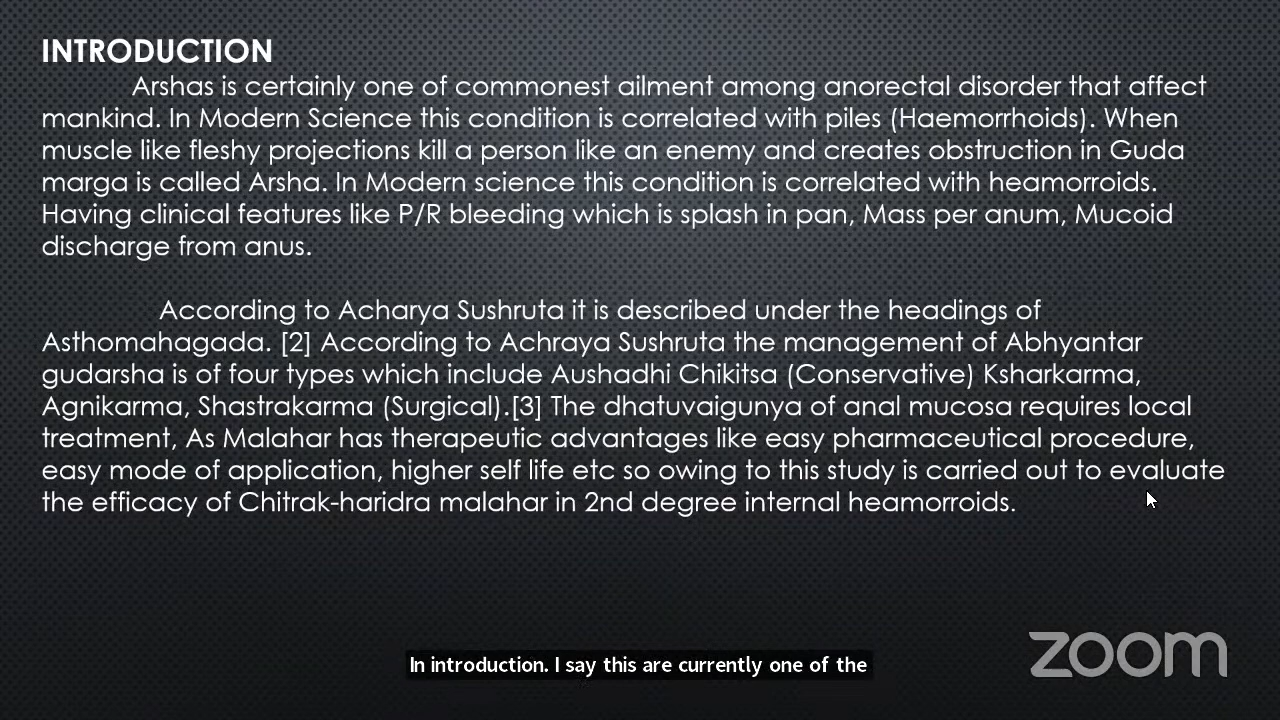 INTRODUCTION
Arshas is certainly one of commonest ailment among anorectal disorder that affect
mankind. In Modern Science this condition is correlated with piles (Haemorrhoids). When
muscle like fleshy projections kill a person like an enemy and creates obstruction in Guda
marga is called Arsha. In Modern science this condition is correlated with heamorroids.
Having clinical features like P/R bleeding which is splash in pan, Mass per anum, Mucoid
discharge from anus.
According to Acharya Sushruta it is described under the headings of
Asthomahagada. [2] According to Achraya Sushruta the management of Abhyantar
gudarsha is of four types which include Aushadhi Chikitsa (Conservative) Ksharkarma,
Agnikarma, Shastrakarma (Surgical).[3] The dhatuvaigunya of anal mucosa requires local
treatment, As Malahar has therapeutic advantages like easy pharmaceutical procedure,
easy mode of application, higher self life etc so owing to this study is carried out to evaluate
the efficacy of Chitrak-haridra malahar in 2nd degree internal heamorroids.
In introduction. I say this are currently one of the
zoom